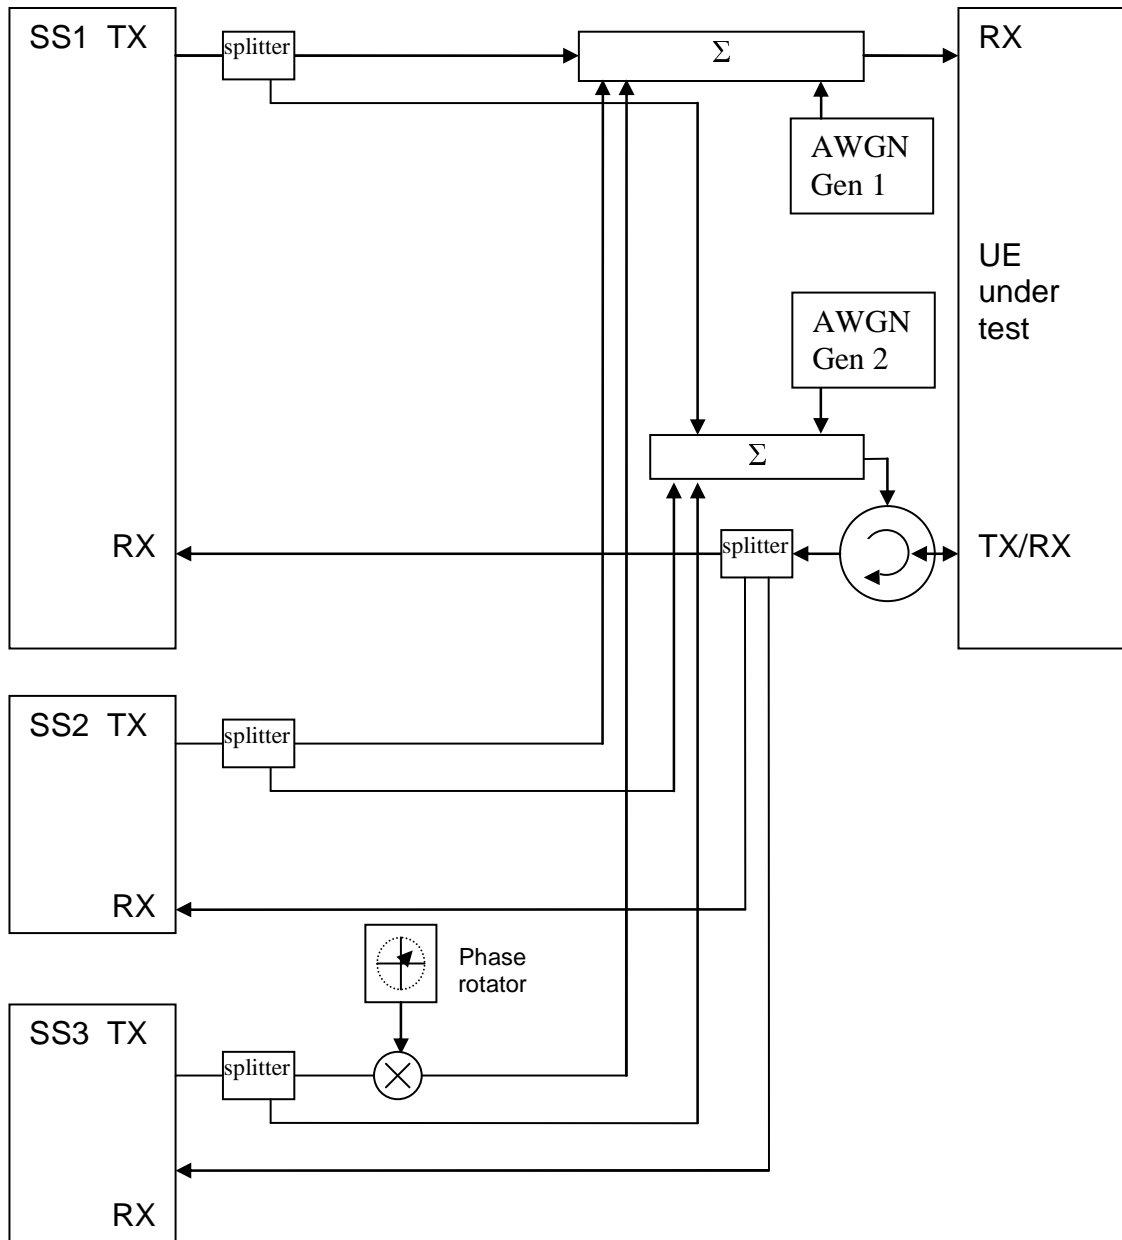 SS1 TX
splitter
Σ
RX
AWGN
Gen 1
UE
under
test
AWGN
Gen 2
Σ
RX
splitter
TX/RX
SS2 TX
splitter
RX
Phase
rotator
SS3 TX
splitter
RX